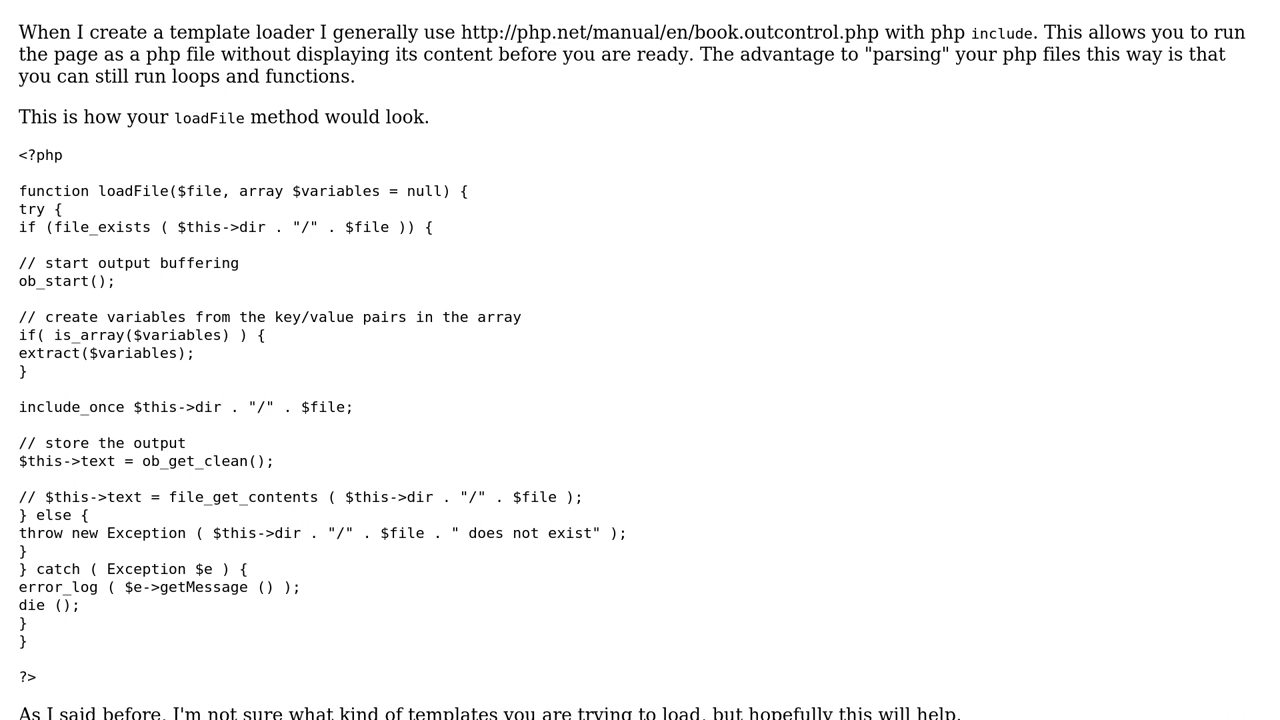 When I create a template loader I generally use http://php.net/manual/en/book.outcontrol.php with php include. This allows you to run
the page as a php file without displaying its content before you are ready. The advantage to "parsing" your php files this way is that
you can still run loops and functions.
This is how your loadFile method would look.
<?php
function loadFile($file, array $variables = null) {
try {
if (file_exists ( $this->dir . "/" . $file )) {
// start output buffering
ob_start();
// create variables from the key/value pairs in the array
if( is_array($variables) ) {
extract($variables);
}
include_once $this->dir . "/" . $file;
// store the output
$this->text = ob_get_clean();
// $this->text = file_get_contents ( $this->dir . "/" . $file );
} else {
throw new Exception ( $this->dir . "/" . $file . " does not exist" );
}
} catch ( Exception $e ) {
error_log ( $e->getMessage () );
die ();
}
}
?>
As I said before, I'm not sure what kind of templates you are trying to load, but hopefully this will help.